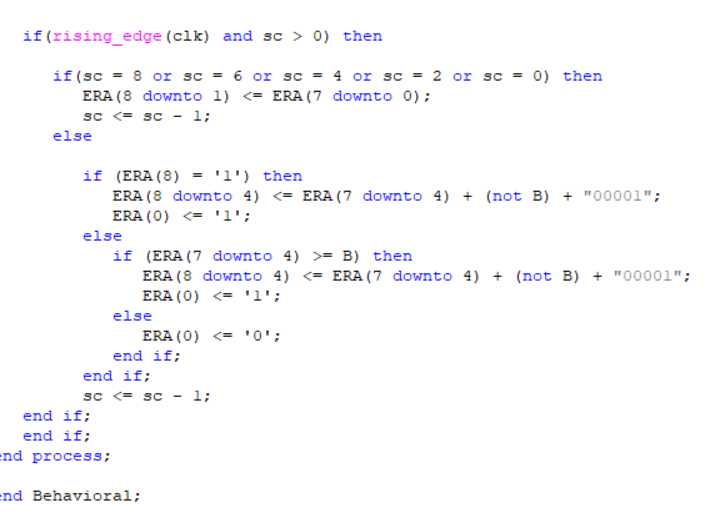 if(rising_edge(clk) and sc > 0) then
if(sc = 8 or sc = 6 or sc = 4 or sc = 2 or sc = 0) then
ERA(8 downto 1) <= ERA(7 downto 0);
sc <= sc - 1;
else
if (ERA(8) = '1') then
ERA(8 downto 4) <= ERA(7 downto 4) + (not B) + "00001";
ERA(0) <= '1';
else
if (ERA(7 downto 4) >= B) then
ERA(8 downto 4) <= ERA(7 downto 4) + (not B) + "00001";
ERA(0) <= '1';
else
ERA(0) <= '0';
end if;
end if;
sc <= sc - 1;
end if;
end if;
end process;
end Behavioral;